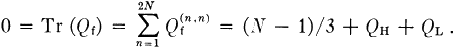 0 = Tr (Q_f) = \sum_{n=1}^{2N} Q_f^{(n,n)} = (N − 1)/3 + Q_H + Q_L .